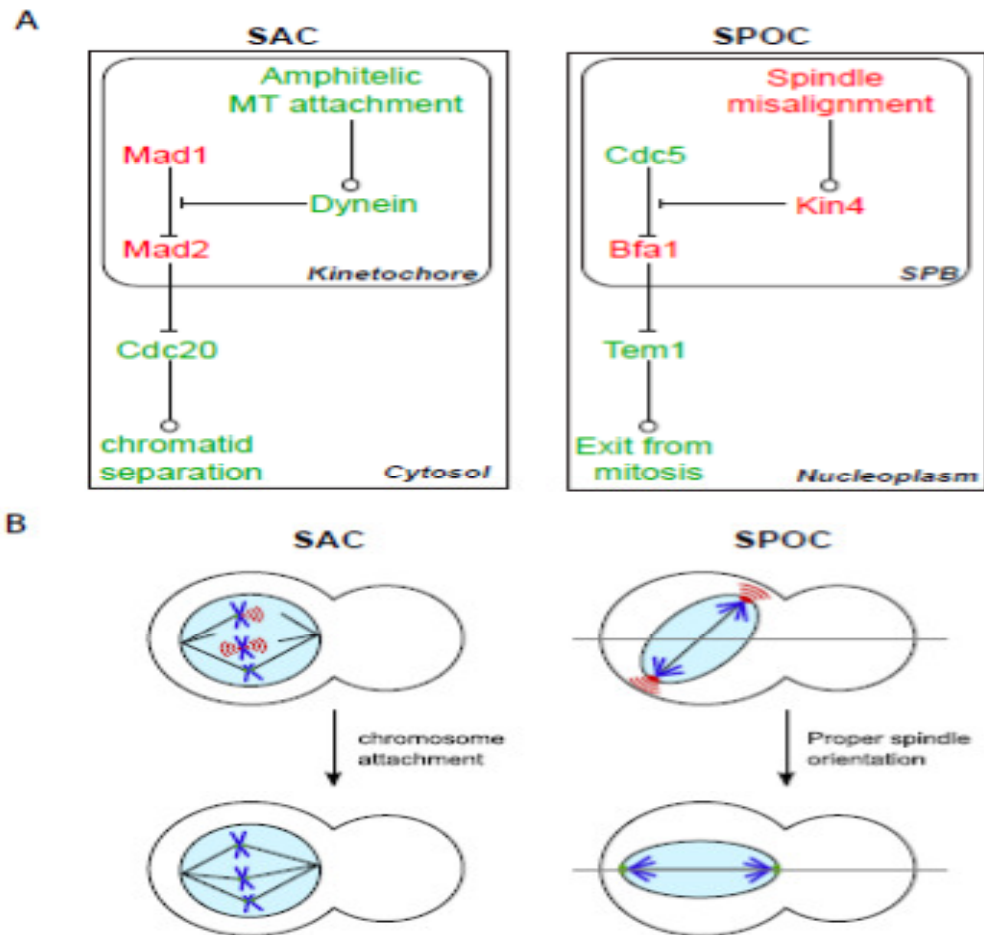 A
SAC
Amphitelic
MT attachment
Mad1
Dynein
Mad2
Kinetochore
Cdc20
chromatid
separation
Cytosol
SPOC
Spindle
misalignment
Cdc5
Kin4
Bfa1
SPB
Tem1
Exit from
mitosis
Nucleoplasm
B
SAC
chromosome
attachment
SPOC
Proper spindle
orientation